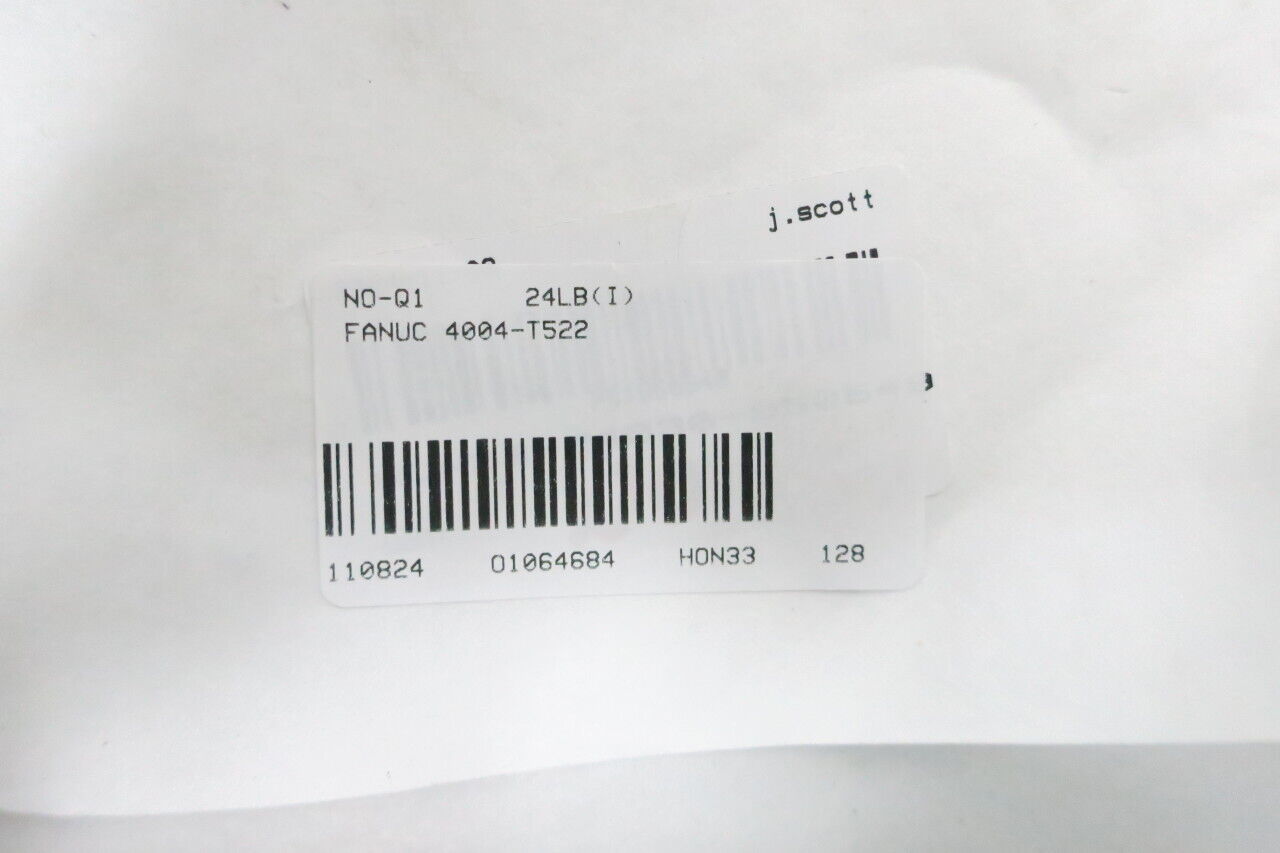 j.scott
NO-Q1 24LB(I)
FANUC 4004-T522
110824 01064684 HON33 128